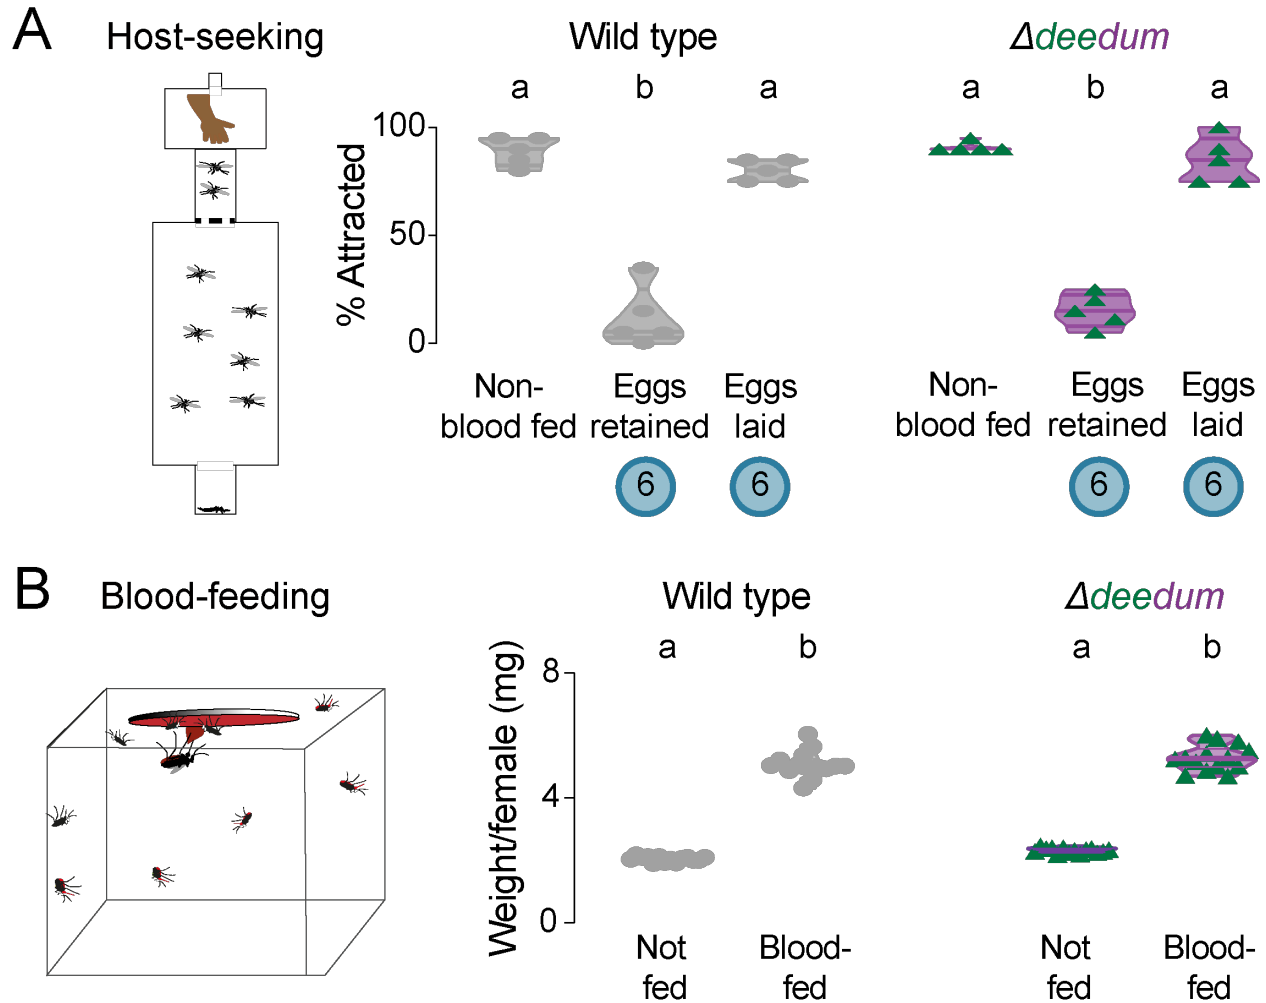 A
Host-seeking
Wild type
Δdeedum
a b a
a b a
% Attracted
100
50
0
Non-
blood fed
Eggs
retained
Eggs
laid
Non-
blood fed
Eggs
retained
Eggs
laid
6 6
6 6
B
Blood-feeding
Wild type
Δdeedum
a b
a b
Weight/female (mg)
8
4
0
Not
fed
Blood-
fed
Not
fed
Blood-
fed